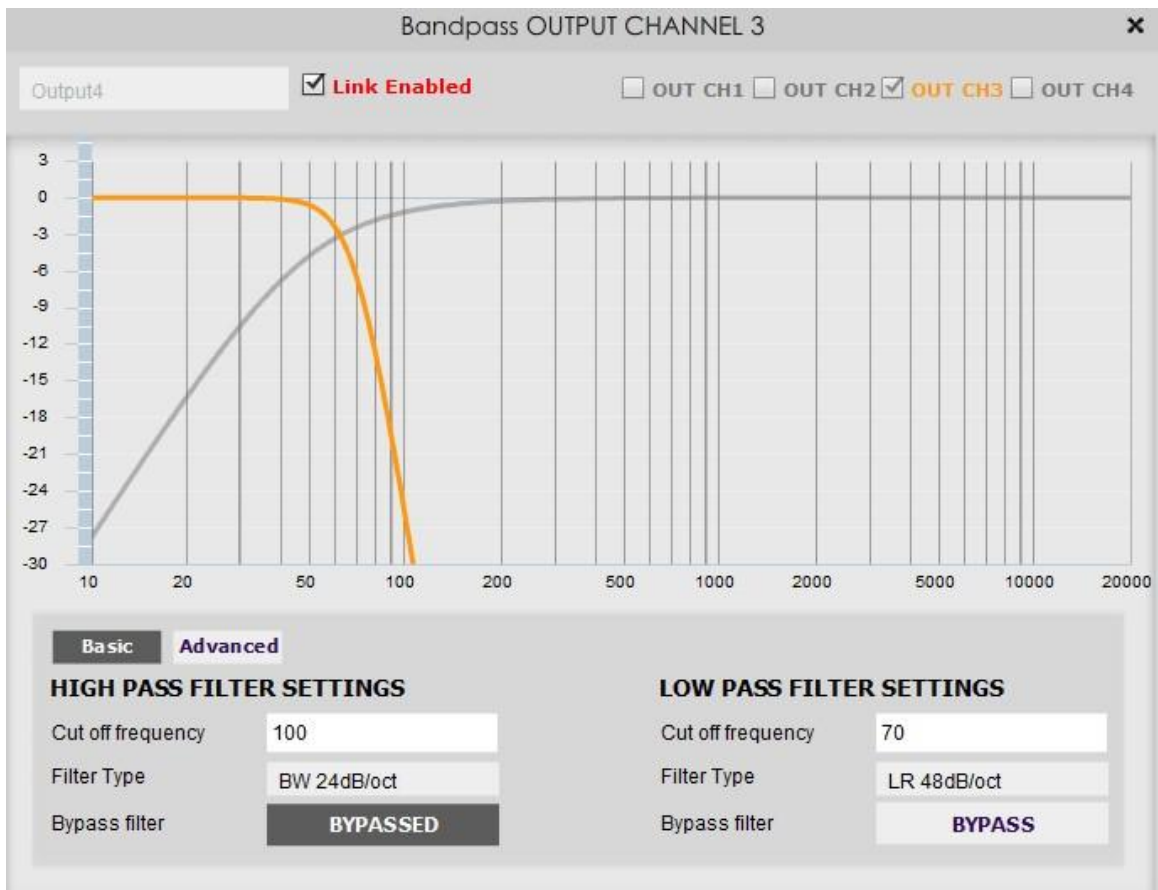 Bandpass OUTPUT CHANNEL 3
Output4
Link Enabled
OUT CH1 OUT CH2 OUT CH3 OUT CH4
3
0
-3
-6
-9
-12
-15
-18
-21
-24
-27
-30
10 20 50 100 200 500 1000 2000 5000 10000 20000
Basic Advanced
HIGH PASS FILTER SETTINGS
Cut off frequency 100
Filter Type BW 24dB/oct
Bypass filter BYPASSED
LOW PASS FILTER SETTINGS
Cut off frequency 70
Filter Type LR 48dB/oct
Bypass filter BYPASS